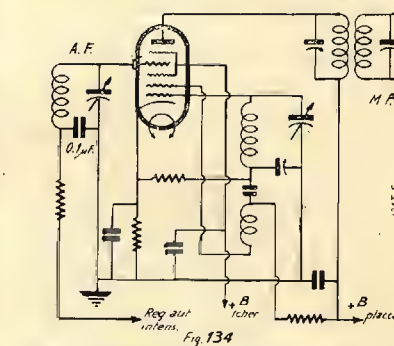 A.F.
M.F.
0.1µF.
Reg aut
intens.
+ B
+ B
Fig. 134